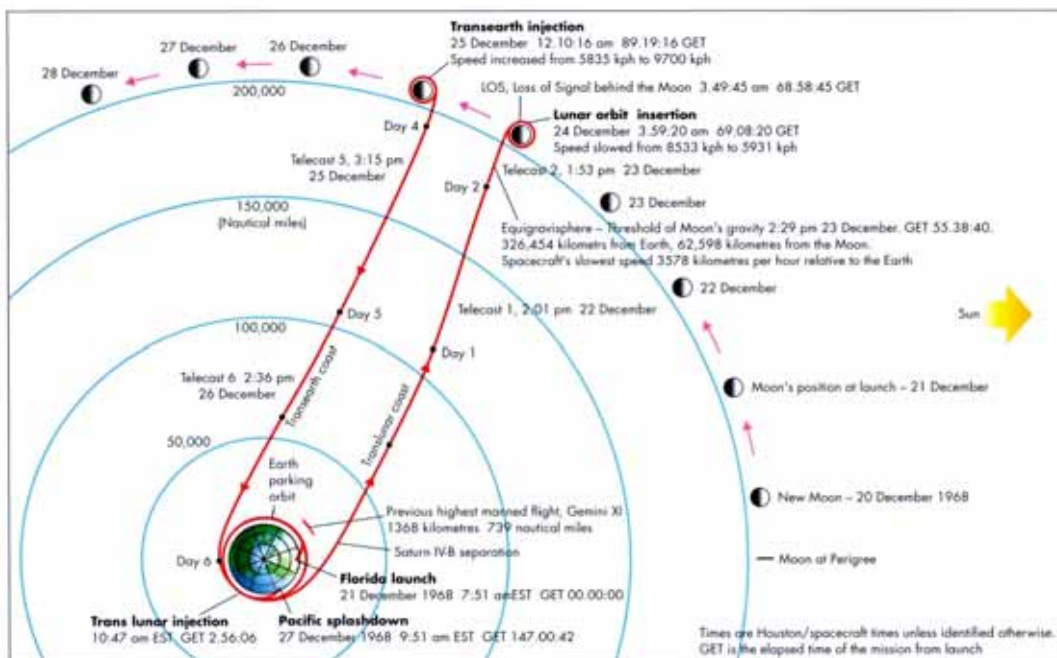 Transearth injection
25 December 12.10:16 am 89.19:16 GET
Speed increased from 5835 kph to 9700 kph
27 December
26 December
28 December
200,000
LOS, Loss of Signal behind the Moon 3.49:45 am 68.58:45 GET
Lunar orbit insertion
24 December 3.59:20 am 69.08:20 GET
Speed slowed from 8533 kph to 5931 kph
Day 4
Telecast 5, 3:15 pm
25 December
Telecast 2, 1:53 pm 23 December
Day 2
23 December
150,000
(Nautical miles)
Equigravisphere – Threshold of Moon's gravity 2:29 pm 23 December. GET 55.38:40.
326,454 kilometrs from Earth, 62,598 kilometres from the Moon.
Spacecraft's slowest speed 3578 kilometres per hour relative to the Earth
22 December
Telecast 1, 2.01 pm 22 December
Sun
Day 5
100,000
Day 1
Telecast 6 2:36 pm
26 December
Transearth coast
Translunar coast
Moon's position at launch – 21 December
50,000
Earth
parking
orbit
New Moon – 20 December 1968
Previous highest manned flight, Gemini XI
1368 kilometres 739 nautical miles
Saturn IV-B separation
Day 6
Moon at Perigree
Florida launch
21 December 1968 7:51 amEST GET 00.00:00
Trans lunar injection
10:47 am EST GET 2.56:06
Pacific splashdown
27 December 1968 9:51 am EST GET 147.00:42
Times are Houston/spacecraft times unless identified otherwise.
GET is the elapsed time of the mission from launch